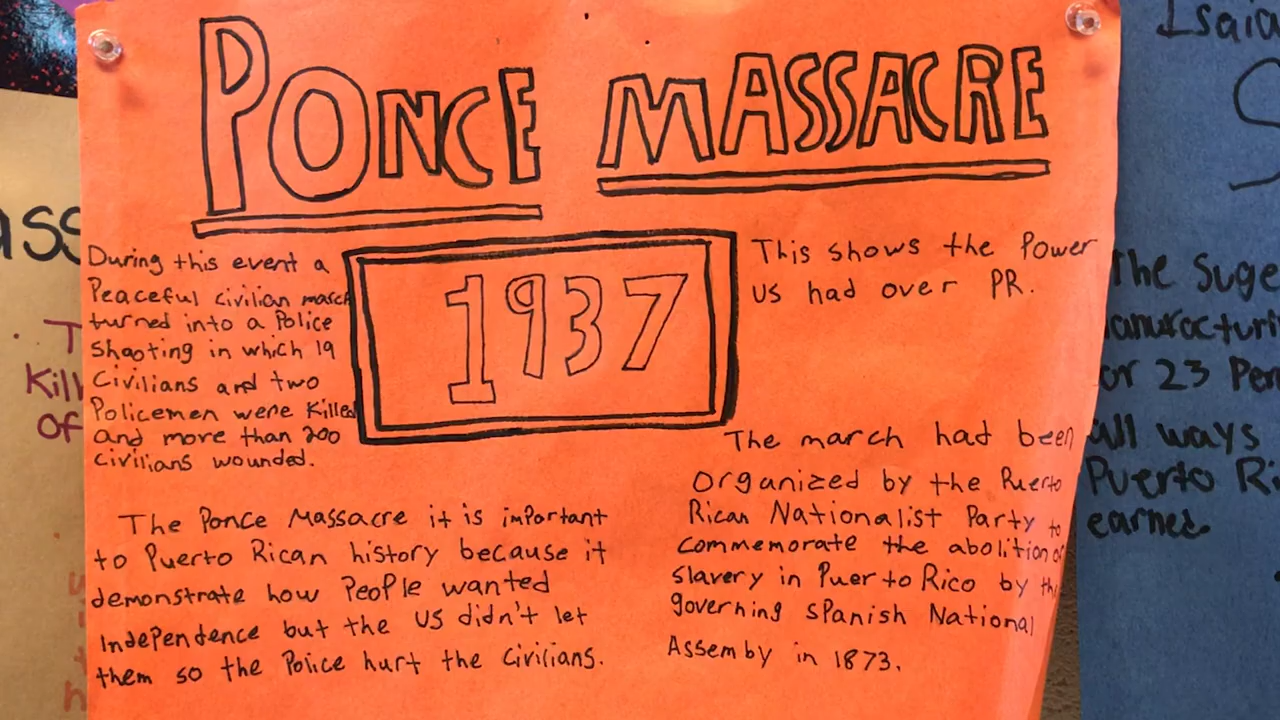 PONCE MASSACRE
1937
During this event a
Peaceful civilian march
turned into a Police
Shooting in which 19
Civilians and two
Policemen were Killed
and more than 200
civilians wounded.
This shows the Power
US had over PR.
The Ponce Massacre it is important
to Puerto Rican history because it
demonstrate how People wanted
Independence but the US didn't let
them so the Police hurt the Civilians.
The march had been
organized by the Puerto
Rican Nationalist Party to
commemorate the abolition of
slavery in Puerto Rico by the
governing Spanish National
Assemby in 1873.
Isaia
The Suge
anufacturi
or 23 Per
all ways
Puerto Ri
earned
ass
T
Kill
of